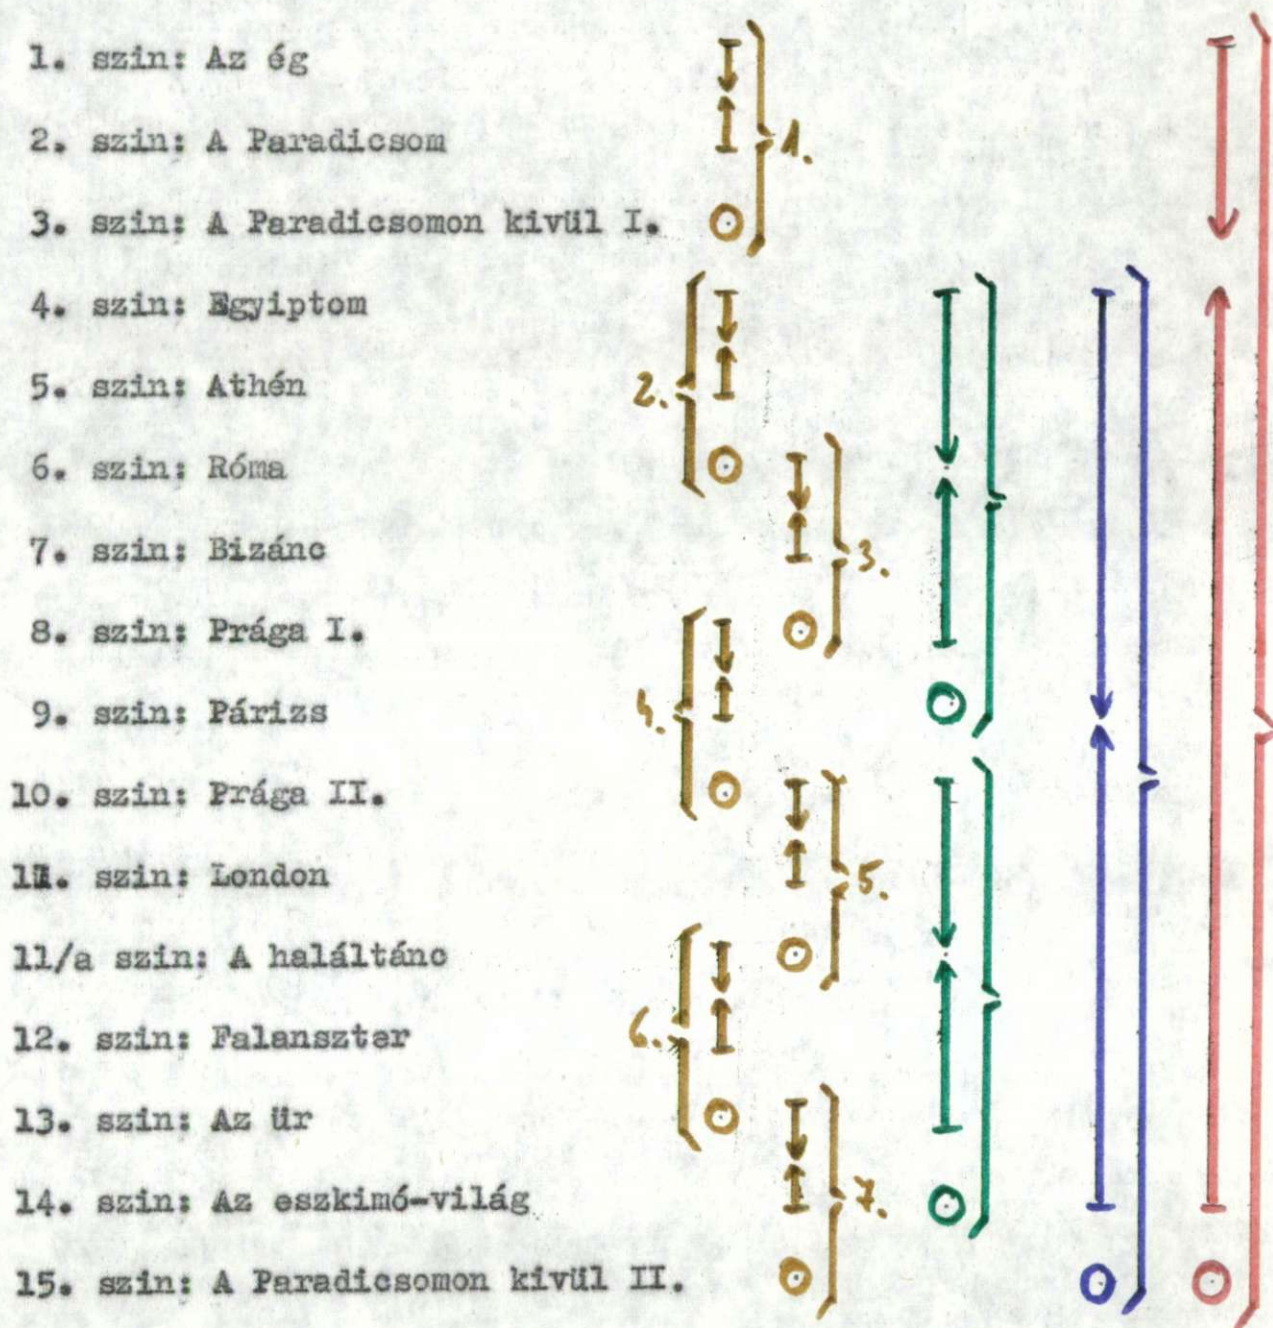 1. szin: Az ég
2. szin: A Paradicsom
1.
3. szin: A Paradicsomon kivül I.
4. szin: Egyiptom
5. szin: Athén
2.
6. szin: Róma
7. szin: Bizánc
3.
8. szin: Prága I.
9. szin: Párizs
4.
10. szin: Prága II.
11. szin: London
5.
11/a szin: A haláltánc
12. szin: Falanszter
6.
13. szin: Az ür
14. szin: Az eszkimó-világ
7.
15. szin: A Paradicsomon kivül II.